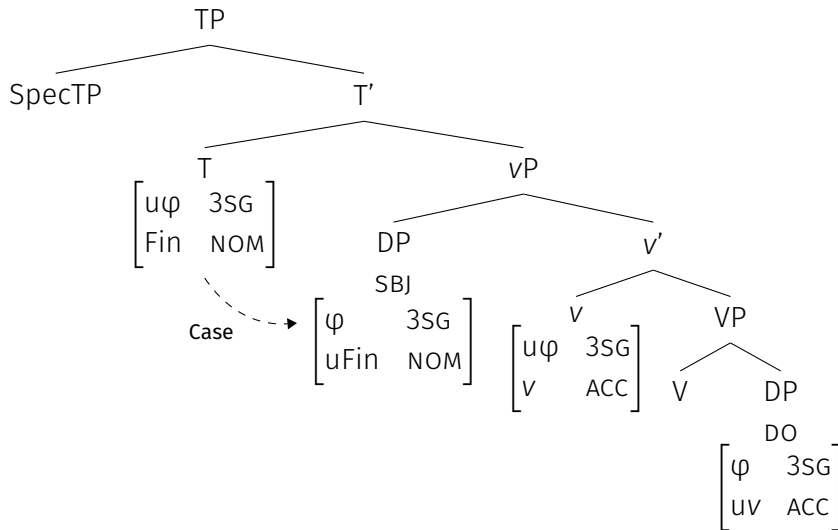 TP
SpecTP T’
T vP
uφ 3SG
Fin NOM
DP v’
SBJ
Case
φ 3SG
uFin NOM
v VP
uφ 3SG
v ACC
V DP
DO
φ 3SG
uv ACC